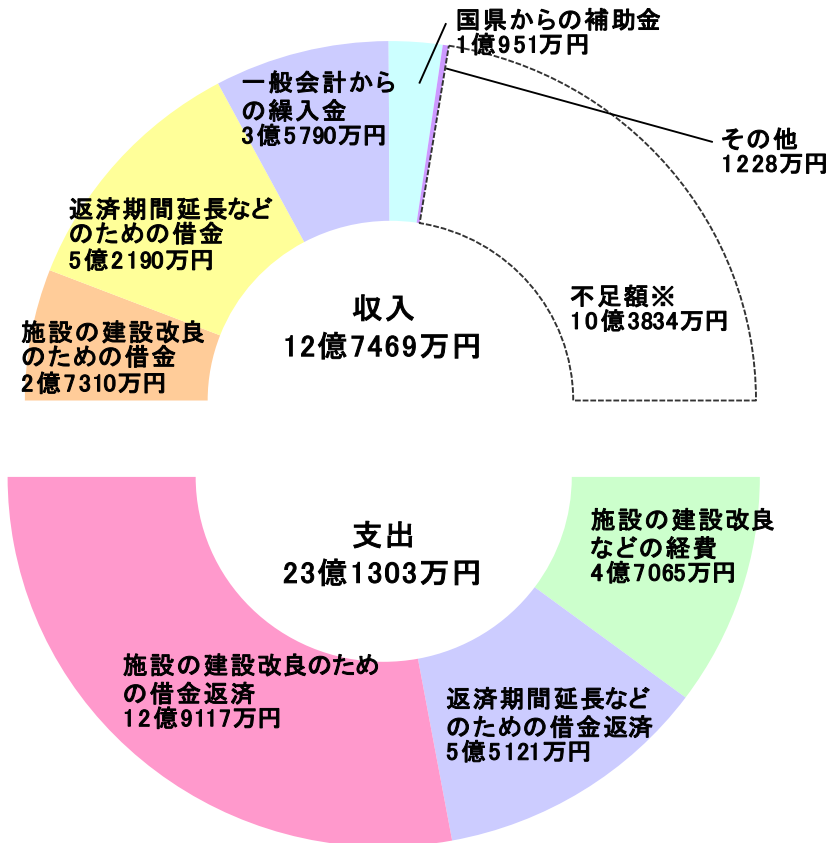 国県からの補助金
1億951万円
一般会計から
の繰入金
3億5790万円
その他
1228万円
返済期間延長など
のための借金
5億2190万円
不足額※
10億3834万円
収入
12億7469万円
施設の建設改良
のための借金
2億7310万円
支出
23億1303万円
施設の建設改良
などの経費
4億7065万円
施設の建設改良のため
の借金返済
12億9117万円
返済期間延長など
のための借金返済
5億5121万円